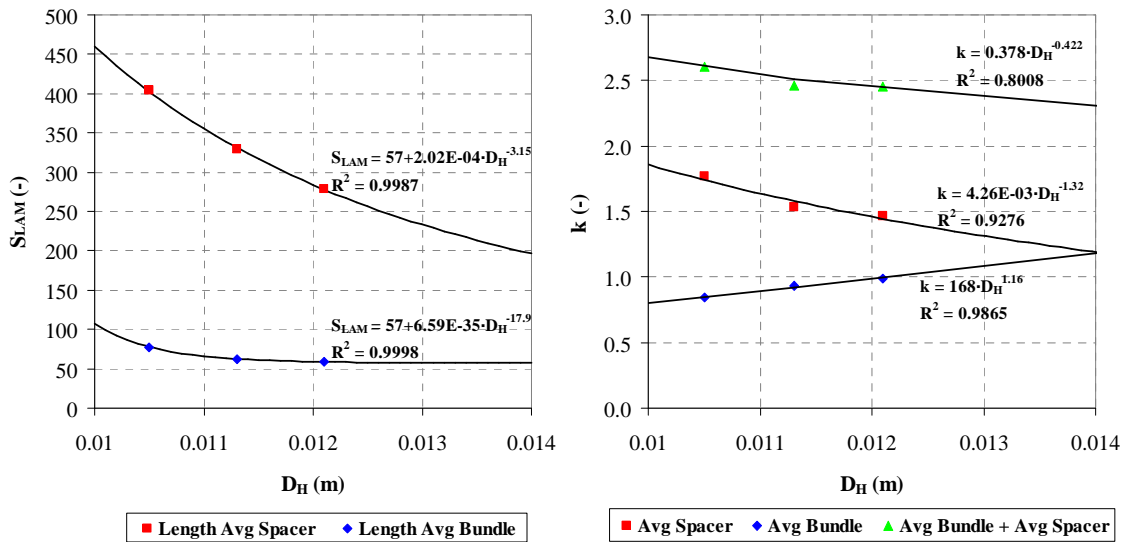 500
450
400
350
300
250
200
150
100
50
0
S_LAM (-)
S_LAM = 57+2.02E-04·D_H^-3.15
R² = 0.9987
S_LAM = 57+6.59E-35·D_H^-17.9
R² = 0.9998
0.01 0.011 0.012 0.013 0.014
D_H (m)
Length Avg Spacer Length Avg Bundle
3.0
2.5
2.0
1.5
1.0
0.5
0.0
k (-)
k = 0.378·D_H^-0.422
R² = 0.8008
k = 4.26E-03·D_H^-1.32
R² = 0.9276
k = 168·D_H^1.16
R² = 0.9865
0.01 0.011 0.012 0.013 0.014
D_H (m)
Avg Spacer Avg Bundle Avg Bundle + Avg Spacer